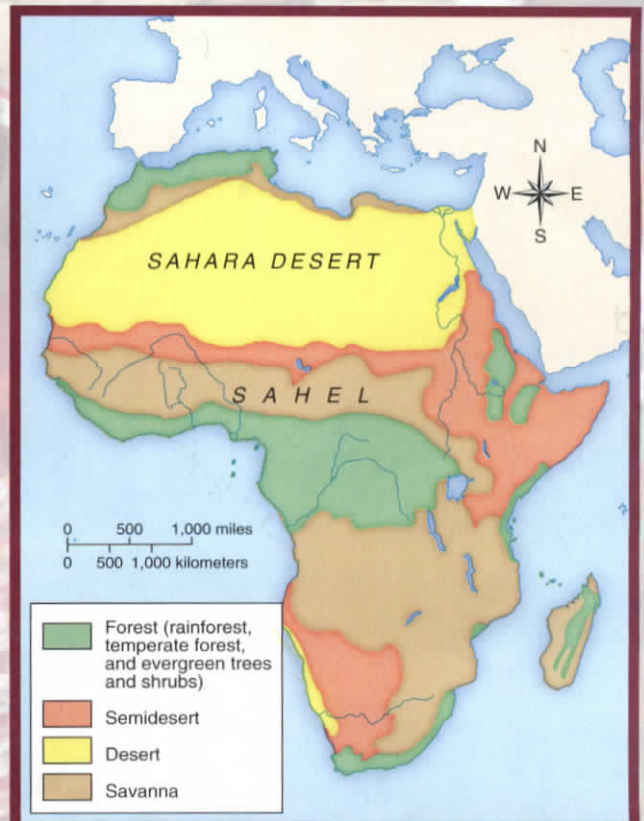 N
W E
S
SAHARA DESERT
SAHEL
0 500 1,000 miles
0 500 1,000 kilometers
Forest (rainforest,
temperate forest,
and evergreen trees
and shrubs)
Semidesert
Desert
Savanna